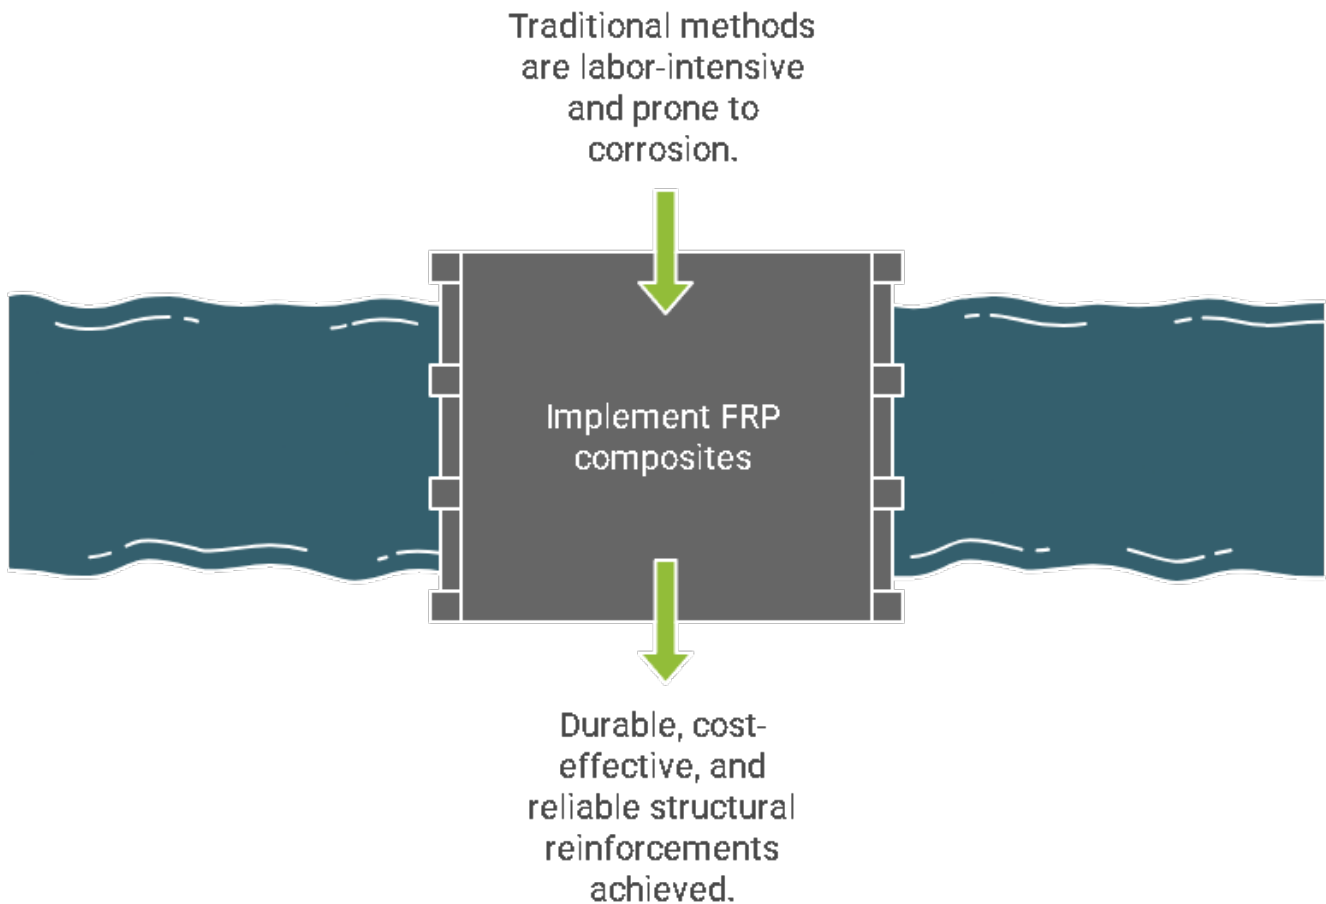 Traditional methods
are labor-intensive
and prone to
corrosion.
Implement FRP
composites
Durable, cost-
effective, and
reliable structural
reinforcements
achieved.